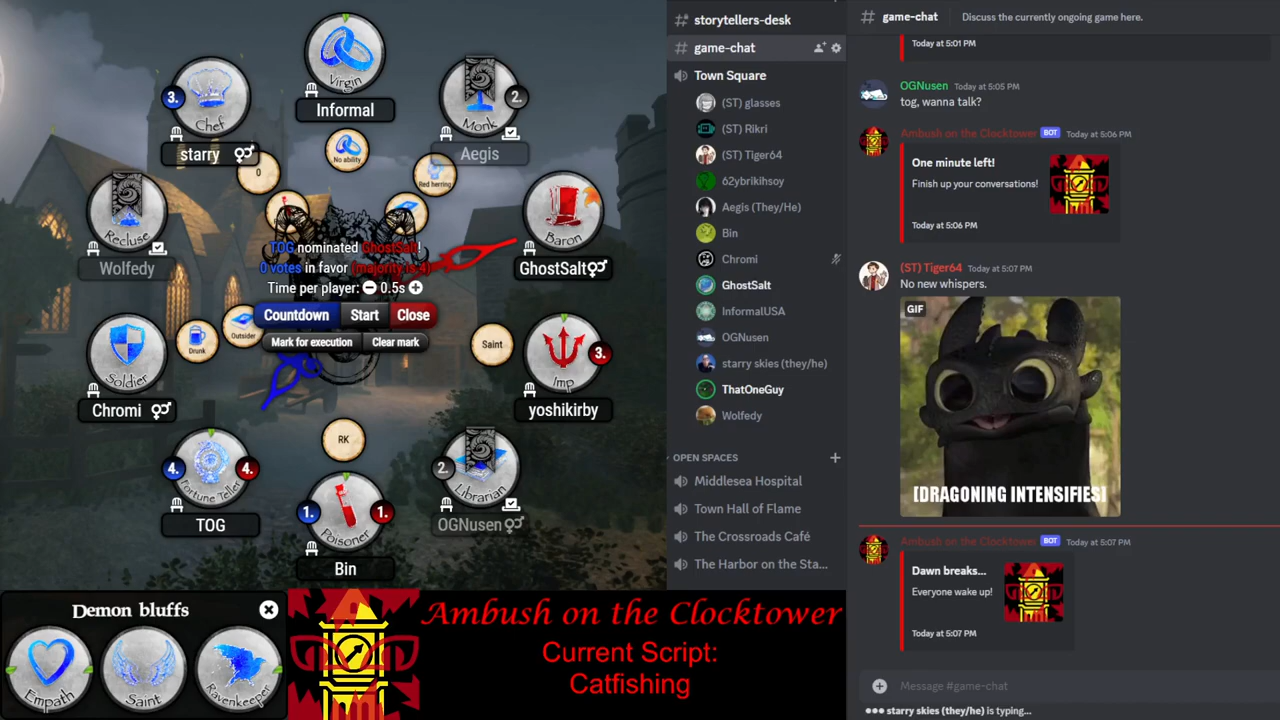 Virgin
Informal
Chef
3.
starry
0
No ability
Monk
2.
Aegis
Red herring
Recluse
Wolfedy
Baron
GhostSalt
TOG nominated GhostSalt!
0 votes in favor (majority is 4)
Time per player: 0.5s
Countdown Start Close
Mark for execution Clear mark
Soldier
Chromi
Drunk
Outsider
Saint
Imp
3.
yoshikirby
Fortune Teller
4. 4.
TOG
RK
Poisoner
1. 1.
Bin
Librarian
2.
OGNusen
Demon bluffs
Empath
Saint
Ravenkeeper
Ambush on the Clocktower
Current Script:
Catfishing
storytellers-desk
game-chat
Town Square
(ST) glasses
(ST) Rikri
(ST) Tiger64
62ybrikihsoy
Aegis (They/He)
Bin
Chromi
GhostSalt
InformalUSA
OGNusen
starry skies (they/he)
ThatOneGuy
Wolfedy
OPEN SPACES
Middlesea Hospital
Town Hall of Flame
The Crossroads Café
The Harbor on the Sta...
# game-chat Discuss the currently ongoing game here.
Today at 5:01 PM
OGNusen Today at 5:05 PM
tog, wanna talk?
Ambush on the Clocktower BOT Today at 5:06 PM
One minute left!
Finish up your conversations!
Today at 5:06 PM
(ST) Tiger64 Today at 5:07 PM
No new whispers.
GIF
[DRAGONING INTENSIFIES]
Ambush on the Clocktower BOT Today at 5:07 PM
Dawn breaks...
Everyone wake up!
Today at 5:07 PM
Message #game-chat
starry skies (they/he) is typing...